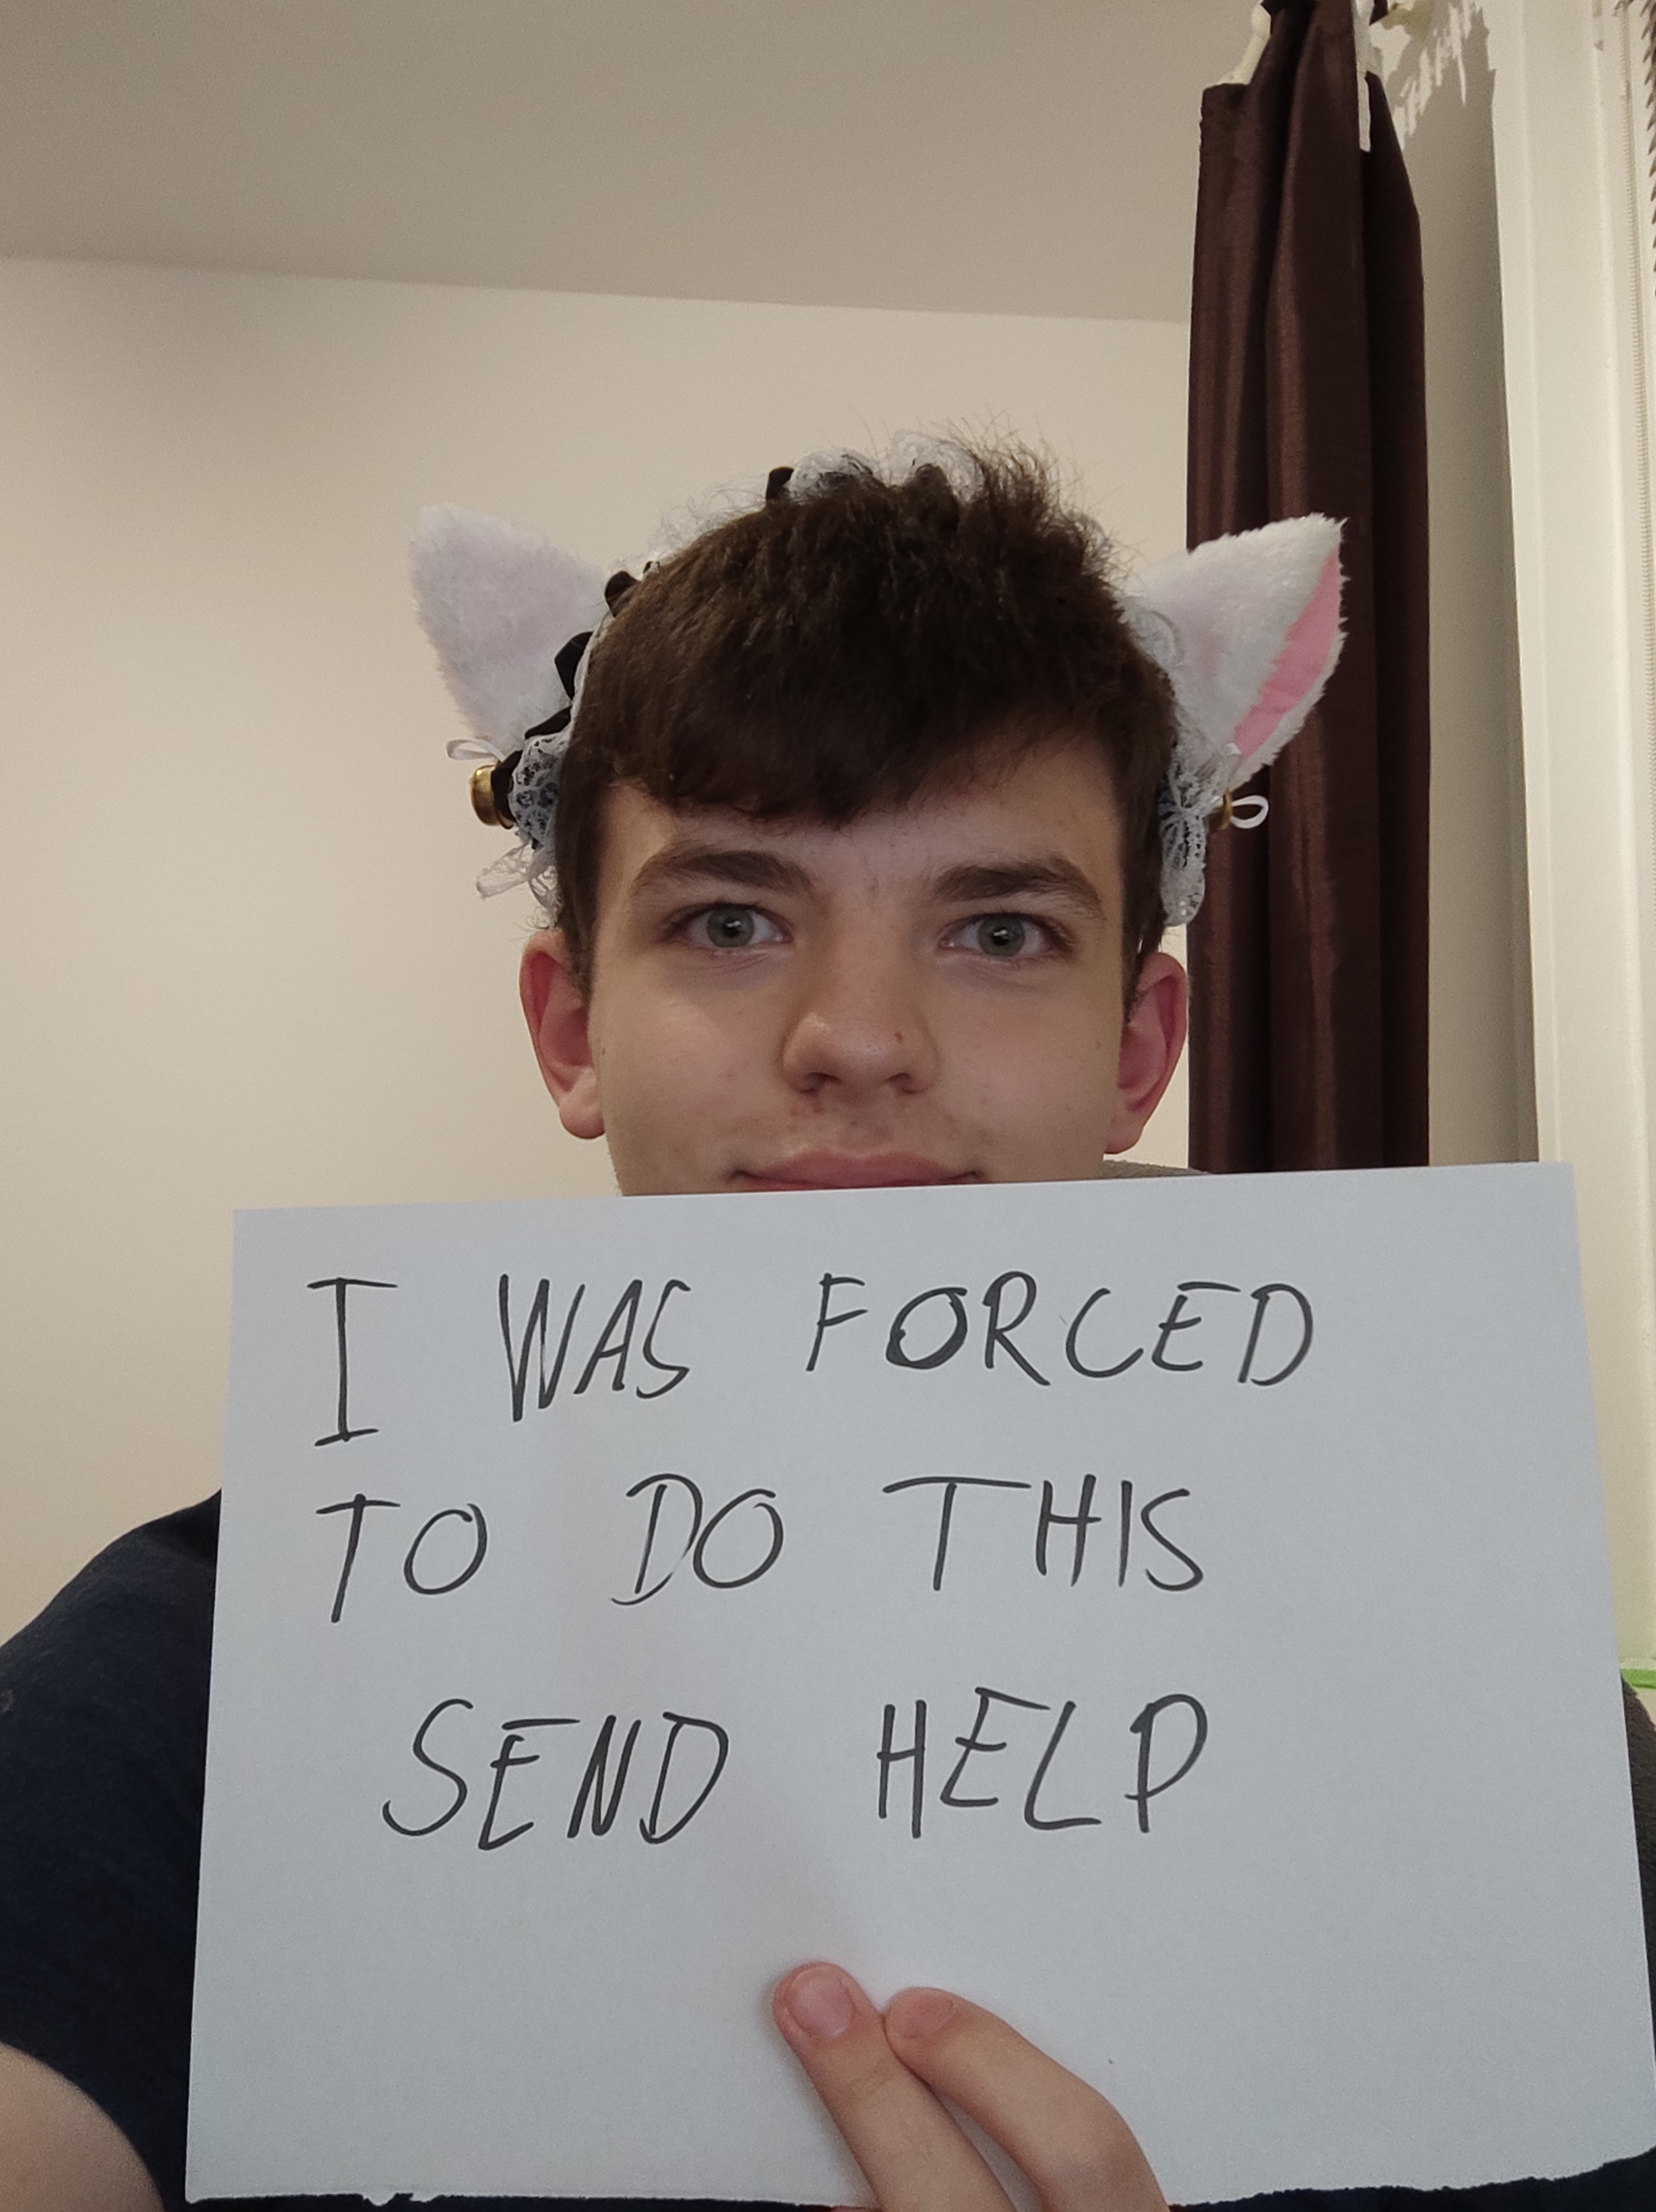 I WAS FORCED
TO DO THIS
SEND HELP